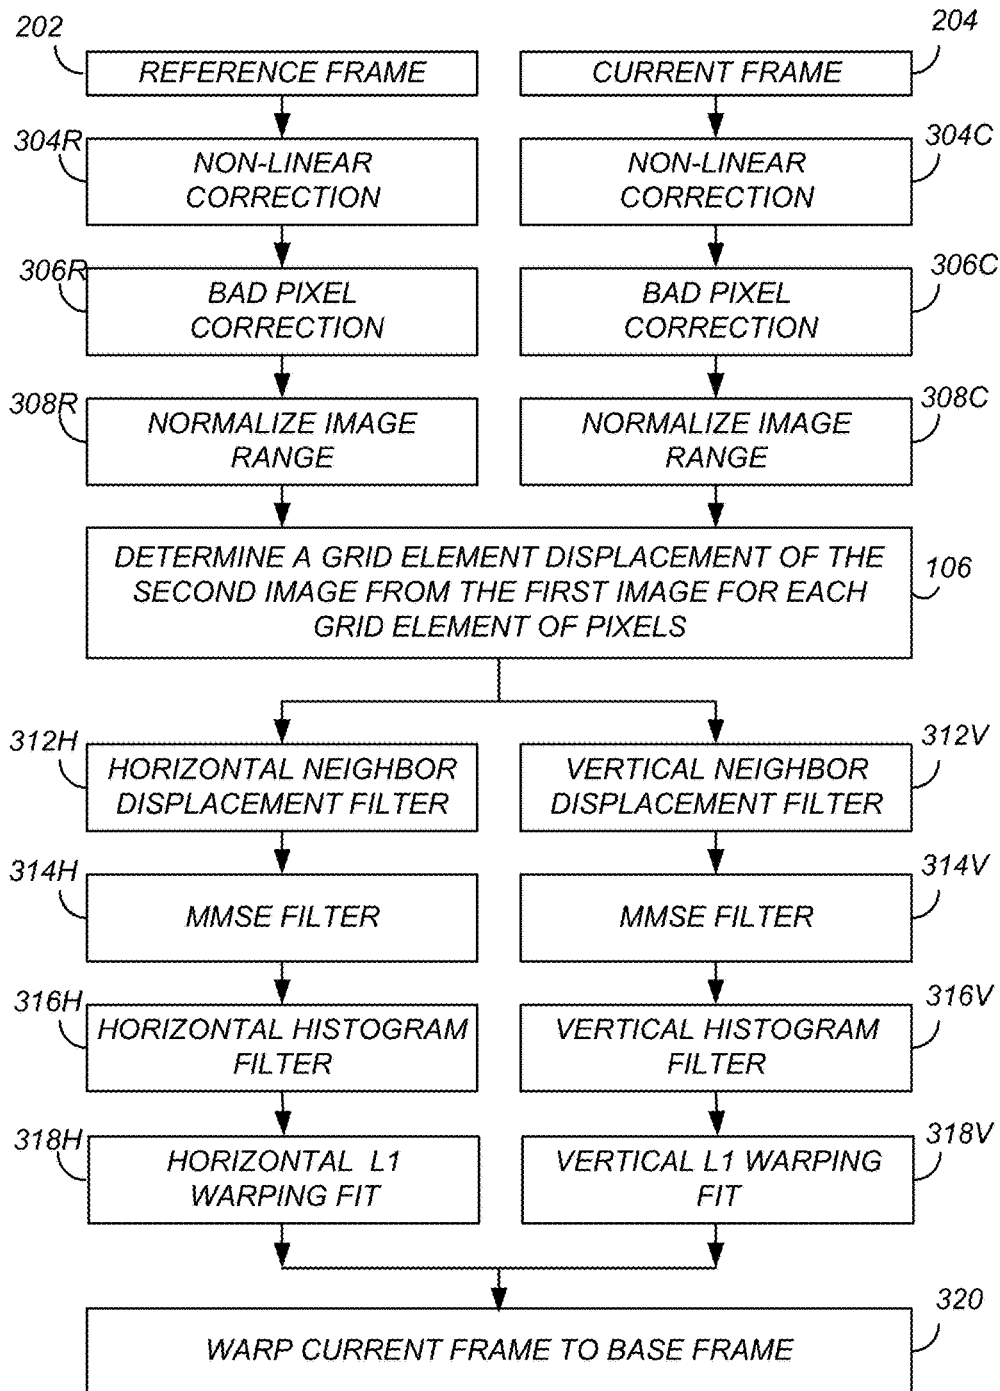 202
204
REFERENCE FRAME
CURRENT FRAME
304R
304C
NON-LINEAR
CORRECTION
NON-LINEAR
CORRECTION
306R
306C
BAD PIXEL
CORRECTION
BAD PIXEL
CORRECTION
308R
308C
NORMALIZE IMAGE
RANGE
NORMALIZE IMAGE
RANGE
DETERMINE A GRID ELEMENT DISPLACEMENT OF THE
SECOND IMAGE FROM THE FIRST IMAGE FOR EACH
GRID ELEMENT OF PIXELS
106
312H
312V
HORIZONTAL NEIGHBOR
DISPLACEMENT FILTER
VERTICAL NEIGHBOR
DISPLACEMENT FILTER
314H
314V
MMSE FILTER
MMSE FILTER
316H
316V
HORIZONTAL HISTOGRAM
FILTER
VERTICAL HISTOGRAM
FILTER
318H
318V
HORIZONTAL L1
WARPING FIT
VERTICAL L1 WARPING
FIT
320
WARP CURRENT FRAME TO BASE FRAME